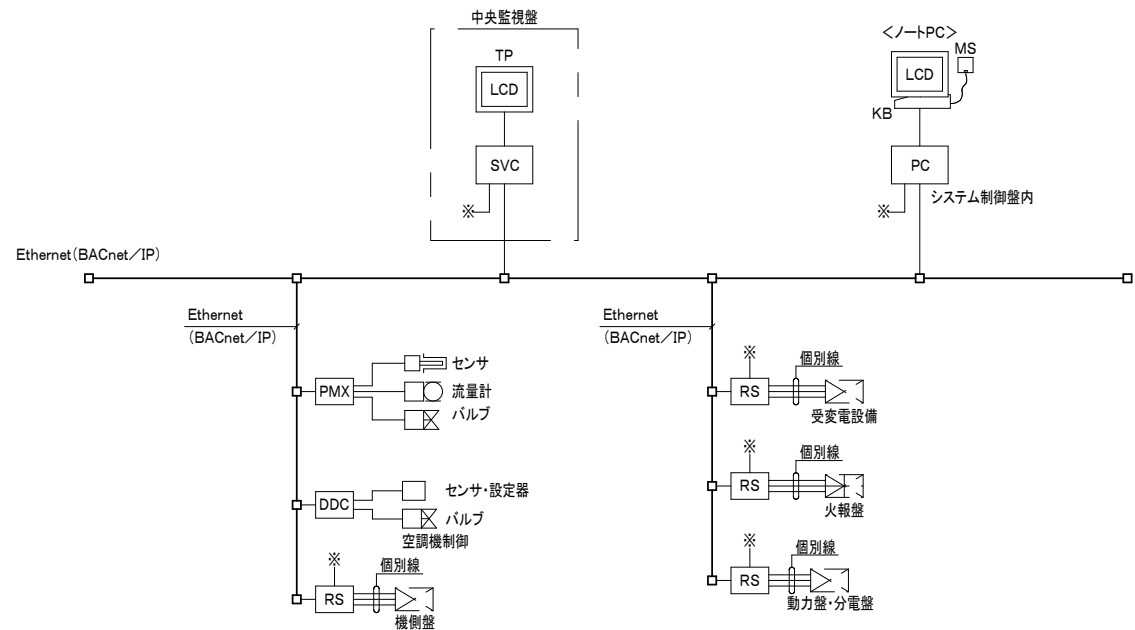 中央監視盤
TP
LCD
SVC
※
<ノートPC>
MS
LCD
KB
PC
※
システム制御盤内
Ethernet(BACnet/IP)
Ethernet
(BACnet/IP)
PMX
センサ
流量計
バルブ
DDC
センサ・設定器
バルブ
空調機制御
※
個別線
RS
機側盤
Ethernet
(BACnet/IP)
※
個別線
RS
受変電設備
※
個別線
RS
火報盤
※
個別線
RS
動力盤・分電盤